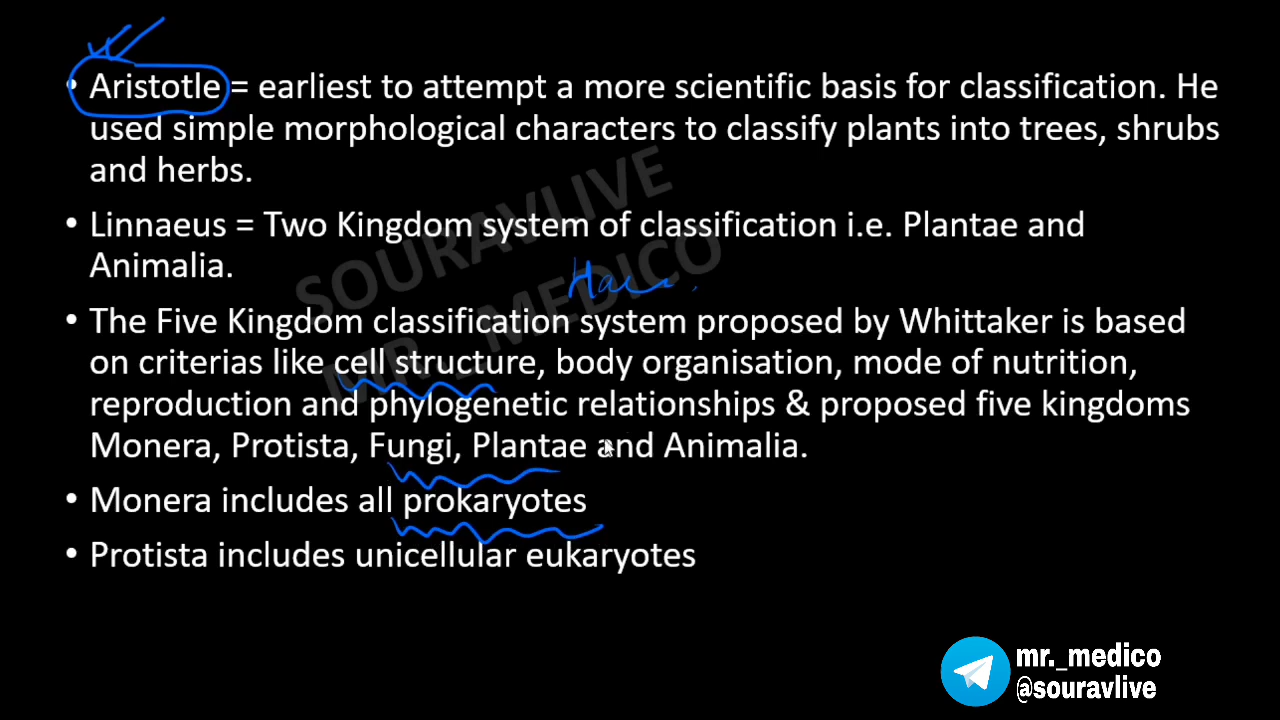 • Aristotle = earliest to attempt a more scientific basis for classification. He
used simple morphological characters to classify plants into trees, shrubs
and herbs.
• Linnaeus = Two Kingdom system of classification i.e. Plantae and
Animalia.
• The Five Kingdom classification system proposed by Whittaker is based
on criterias like cell structure, body organisation, mode of nutrition,
reproduction and phylogenetic relationships & proposed five kingdoms
Monera, Protista, Fungi, Plantae and Animalia.
• Monera includes all prokaryotes
• Protista includes unicellular eukaryotes
SOURAVLIVE
MR._MEDICO
mr._medico
@souravlive